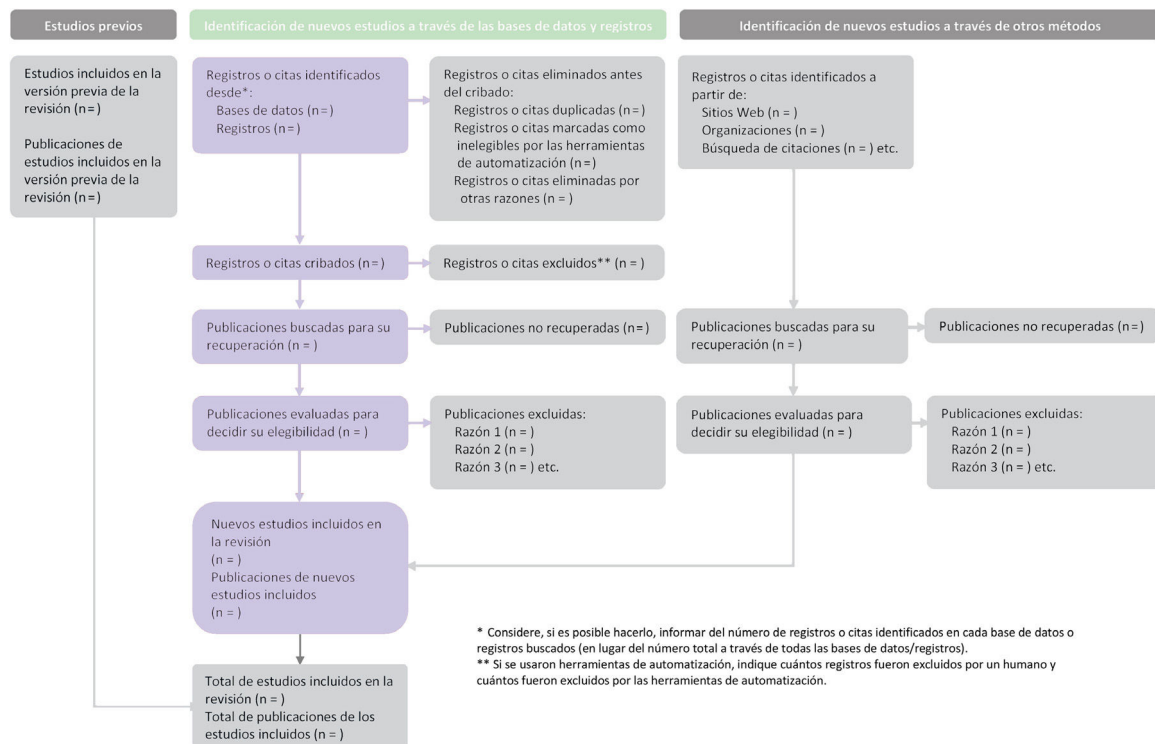 Estudios previos
Identificación de nuevos estudios a través de las bases de datos y registros
Identificación de nuevos estudios a través de otros métodos
Estudios incluidos en la
versión previa de la
revisión (n= )
Publicaciones de
estudios incluidos en la
versión previa de la
revisión (n= )
Registros o citas identificados
desde*:
Bases de datos (n= )
Registros (n= )
Registros o citas eliminados antes
del cribado:
Registros o citas duplicadas (n= )
Registros o citas marcadas como
inelegibles por las herramientas
de automatización (n= )
Registros o citas eliminadas por
otras razones (n= )
Registros o citas identificados a
partir de:
Sitios Web (n = )
Organizaciones (n = )
Búsqueda de citaciones (n = ) etc.
Registros o citas cribados (n= )
Registros o citas excluidos** (n = )
Publicaciones buscadas para su
recuperación (n = )
Publicaciones no recuperadas (n= )
Publicaciones buscadas para su
recuperación (n = )
Publicaciones no recuperadas (n= )
Publicaciones evaluadas para
decidir su elegibilidad (n = )
Publicaciones excluidas:
Razón 1 (n = )
Razón 2 (n = )
Razón 3 (n = ) etc.
Publicaciones evaluadas para
decidir su elegibilidad (n = )
Publicaciones excluidas:
Razón 1 (n = )
Razón 2 (n = )
Razón 3 (n = ) etc.
Nuevos estudios incluidos en
la revisión
(n = )
Publicaciones de nuevos
estudios incluidos
(n = )
Total de estudios incluidos en la
revisión (n = )
Total de publicaciones de los
estudios incluidos (n = )
* Considere, si es posible hacerlo, informar del número de registros o citas identificados en cada base de datos o
registros buscados (en lugar del número total a través de todas las bases de datos/registros).
** Si se usaron herramientas de automatización, indique cuántos registros fueron excluidos por un humano y
cuántos fueron excluidos por las herramientas de automatización.